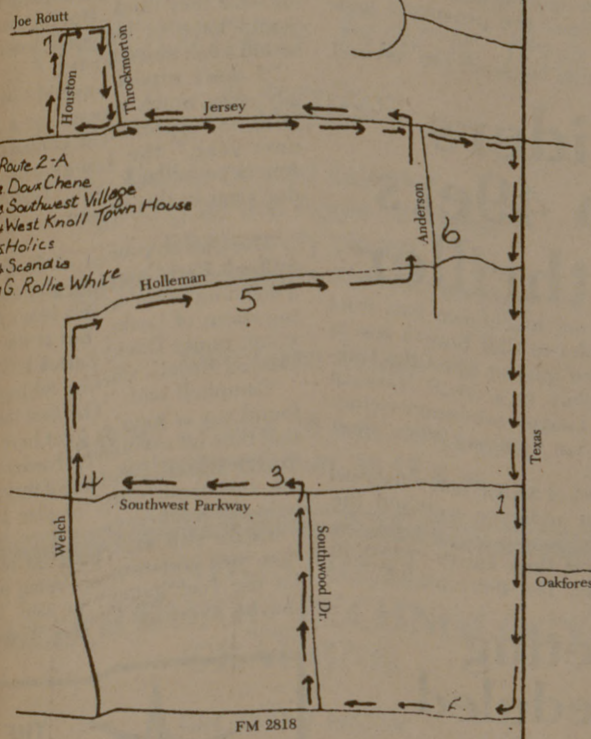 Joe Routt
7
Houston
Throckmorton
Jersey
Route 2-A
Doux Chene
Southwest Village
West Knoll Town House
Holics
Scandia
G. Rollie White
Anderson
6
Holleman
5
Texas
4
3
Southwest Parkway
1
Welch
Southwood Dr.
Oakfores
FM 2818